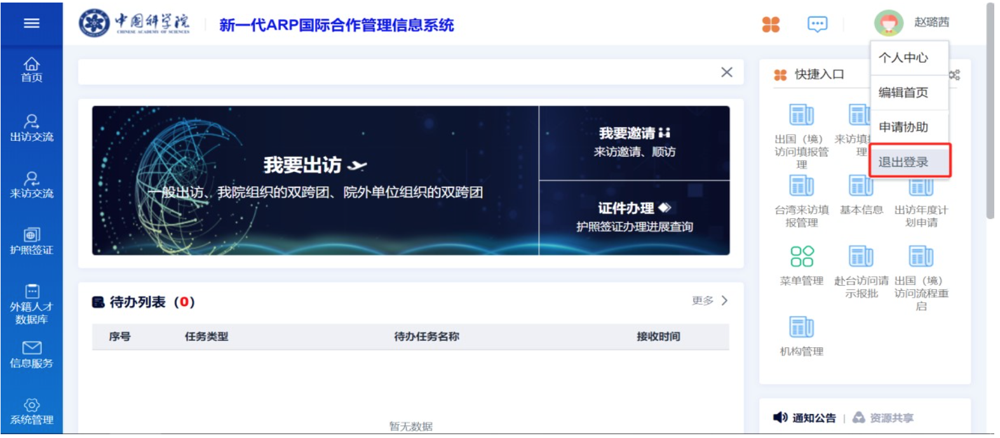 中国科学院
CHINESE ACADEMY OF SCIENCES
新一代ARP国际合作管理信息系统
赵璐茜
个人中心
编辑首页
申请协助
退出登录
首页
出访交流
来访交流
护照签证
外籍人才
数据库
信息服务
系统管理
我要出访
一般出访、我院组织的双跨团、院外单位组织的双跨团
我要邀请
来访邀请、顺访
证件办理
护照签证办理进展查询
待办列表（0）
更多
序号 任务类型 待办任务名称 接收时间
暂无数据
快捷入口
出国（境）
访问填报管
理
来访填
理
台湾来访填
报管理
基本信息
出访年度计
划申请
菜单管理
赴台访问请
示报批
出国（境）
访问流程重
启
机构管理
通知公告 | 资源共享